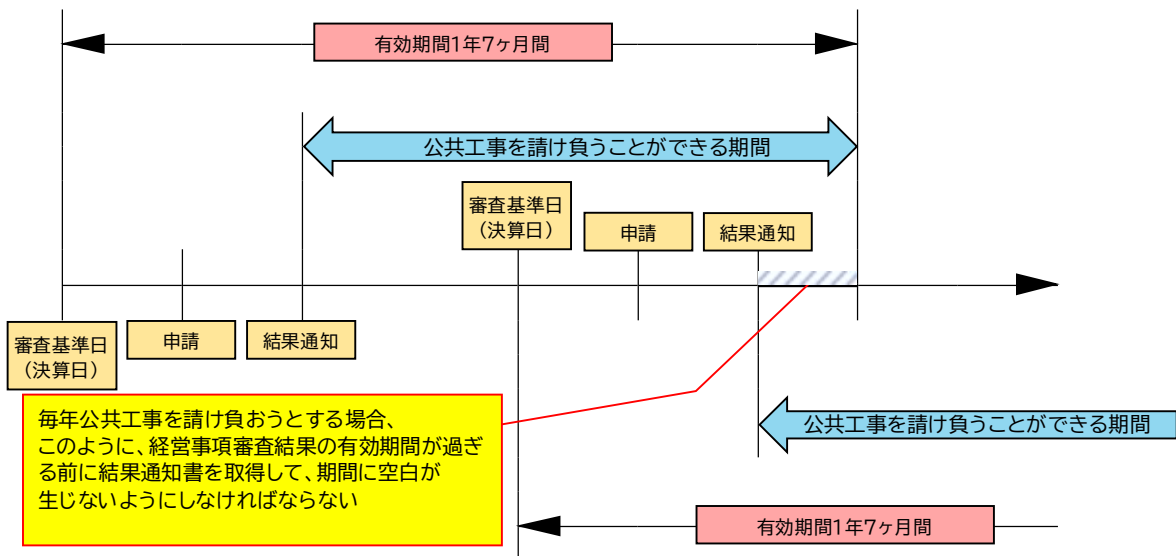 有効期間1年7ヶ月間
公共工事を請け負うことができる期間
審査基準日
（決算日）
申請
結果通知
審査基準日
（決算日）
申請
結果通知
毎年公共工事を請け負おうとする場合、
このように、経営事項審査結果の有効期間が過ぎ
る前に結果通知書を取得して、期間に空白が
生じないようにしなければならない
公共工事を請け負うことができる期間
有効期間1年7ヶ月間